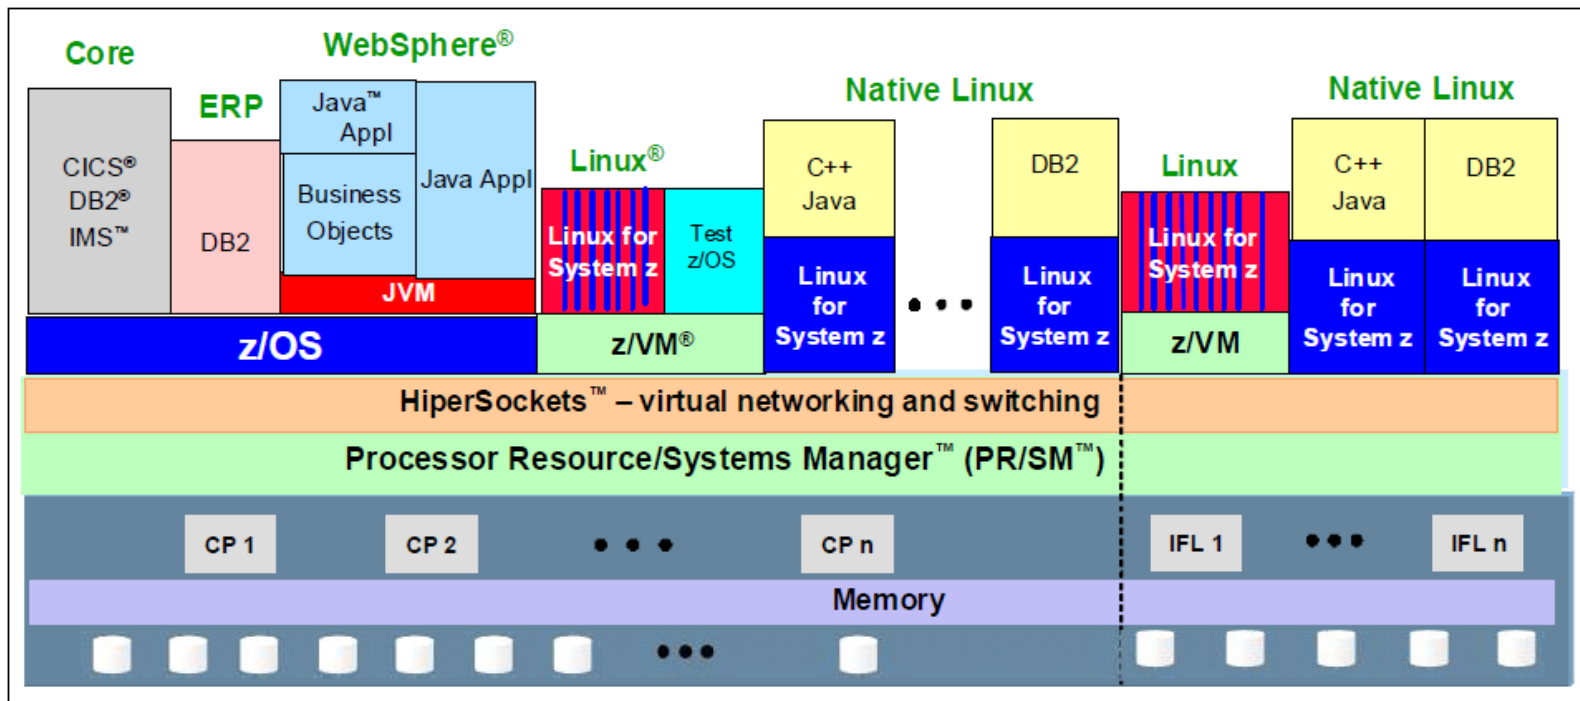 Core
ERP
WebSphere®
Linux®
Native Linux
Linux
Native Linux
CICS®
DB2®
IMS™
DB2
Java™
Appl
Business
Objects
Java Appl
JVM
Linux for
System z
Test
z/OS
C++
Java
Linux
for
System z
DB2
Linux
for
System z
Linux for
System z
C++
Java
Linux
for
System z
DB2
Linux
for
System z
z/OS
z/VM®
z/VM
HiperSockets™ – virtual networking and switching
Processor Resource/Systems Manager™ (PR/SM™)
CP 1
CP 2
CP n
IFL 1
IFL n
Memory